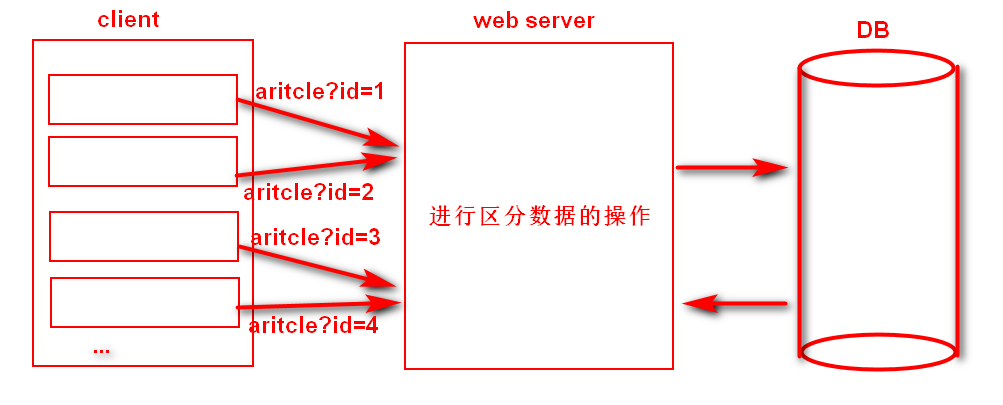 client
web server
DB
aritcle?id=1
aritcle?id=2
进行区分数据的操作
aritcle?id=3
aritcle?id=4
...